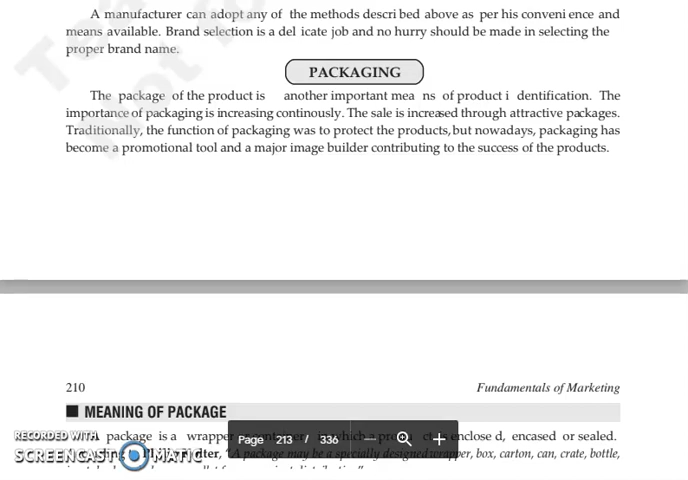 A manufacturer can adopt any of the methods descri bed above as per his conveni ence and
means available. Brand selection is a del icate job and no hurry should be made in selecting the
proper brand name.
PACKAGING
The package of the product is another important mea ns of product i dentification. The
importance of packaging is increasing continously. The sale is increased through attractive packages.
Traditionally, the function of packaging was to protect the products, but nowadays, packaging has
become a promotional tool and a major image builder contributing to the success of the products.
210 Fundamentals of Marketing
MEANING OF PACKAGE
package is a wrapper enclose d, encased or sealed.
"A package may be a specially designed wrapper, box, carton, can, crate, bottle,
Page 213 / 336
RECORDED WITH
SCREENCAST MATIC